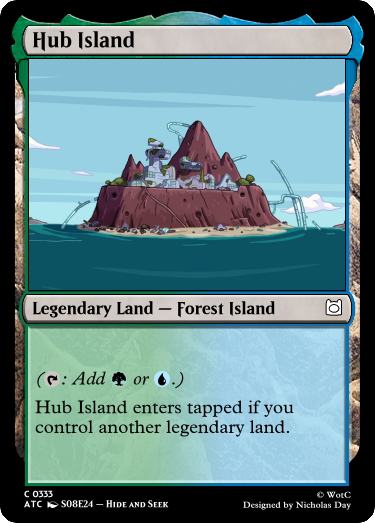 Hub Island
Legendary Land — Forest Island
(: Add or .)
Hub Island enters tapped if you
control another legendary land.
C 0333
ATC S08E24 – Hide and Seek
© WotC
Designed by Nicholas Day